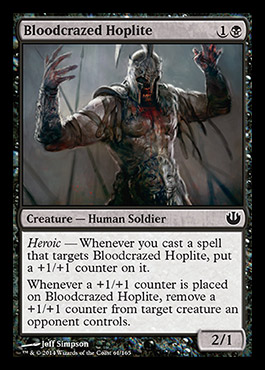 Bloodcrazed Hoplite 1
Creature — Human Soldier
Heroic — Whenever you cast a spell
that targets Bloodcrazed Hoplite, put
a +1/+1 counter on it.
Whenever a +1/+1 counter is placed
on Bloodcrazed Hoplite, remove a
+1/+1 counter from target creature an
opponent controls.
2/1
Jeff Simpson
™ & © 2014 Wizards of the Coast 61/165